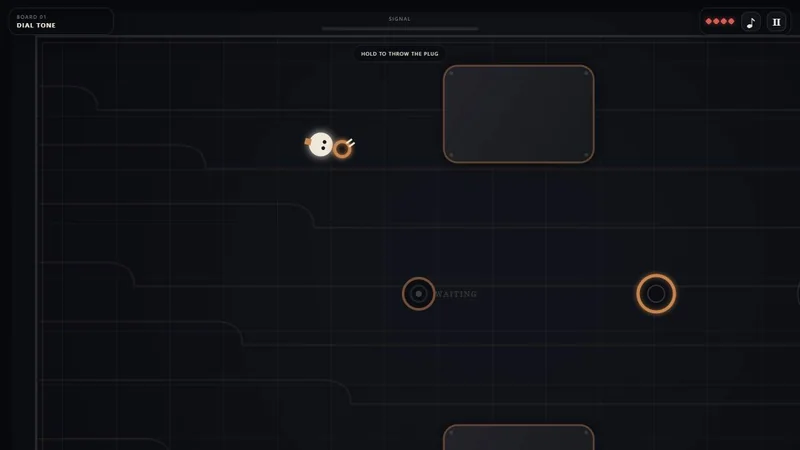 BOARD 01
DIAL TONE
SIGNAL
HOLD TO THROW THE PLUG
WAITING